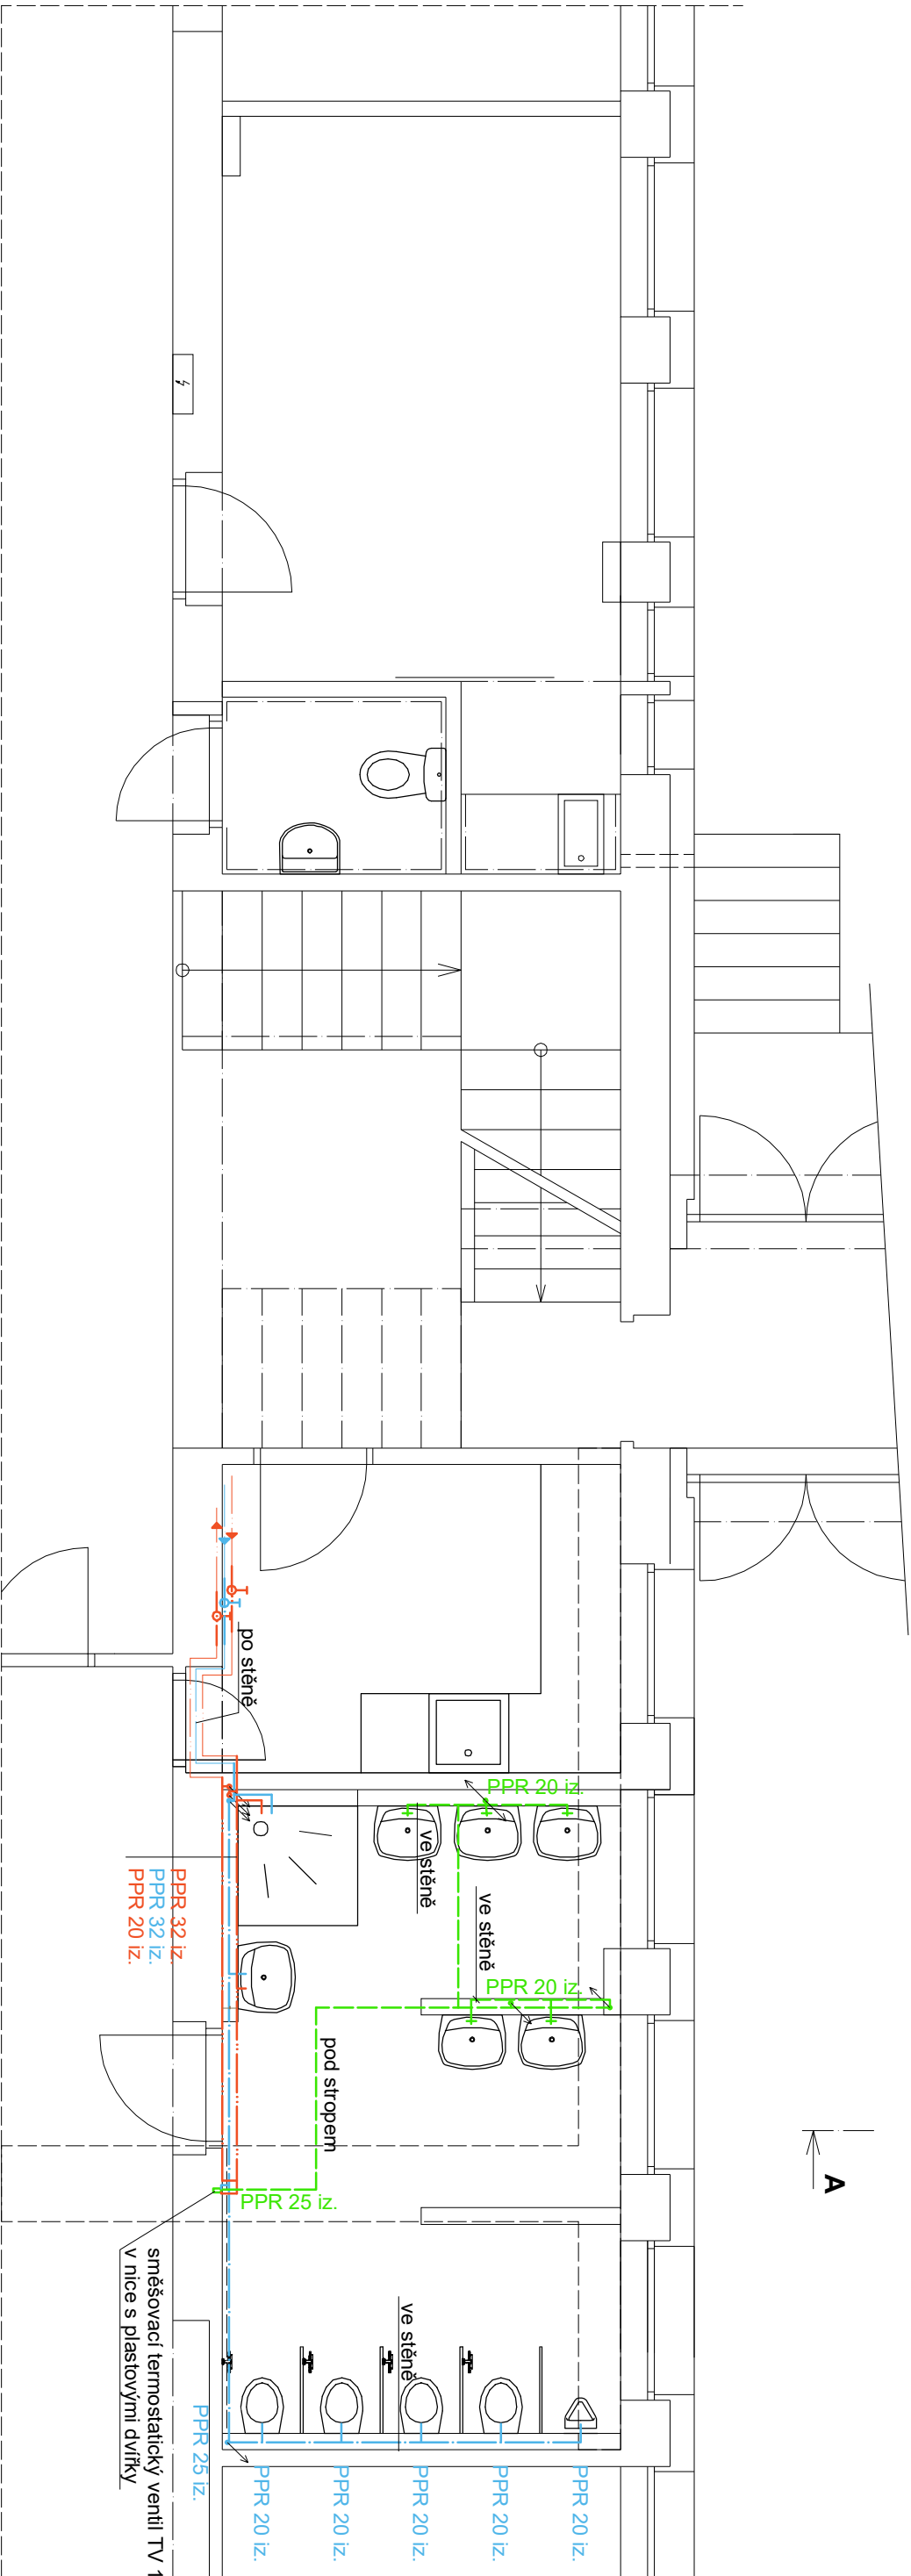 po stěně
PPR 20 iz.
ve stěně
ve stěně
PPR 20 iz.
PPR 32 iz.
PPR 32 iz.
PPR 20 iz.
pod stropem
A
PPR 25 iz.
směšovací termostatický ventil TV 1
v nice s plastovými dvířky
ve stěně
PPR 25 iz.
PPR 20 iz.
PPR 20 iz.
PPR 20 iz.
PPR 20 iz.
PPR 20 iz.